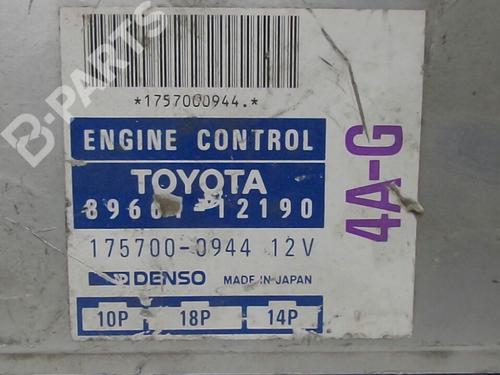 *1757000944.*
ENGINE CONTROL
TOYOTA
12190
175700-0944 12V
DENSO MADE IN JAPAN
10P 18P 14P
4A-G
B-PARTS